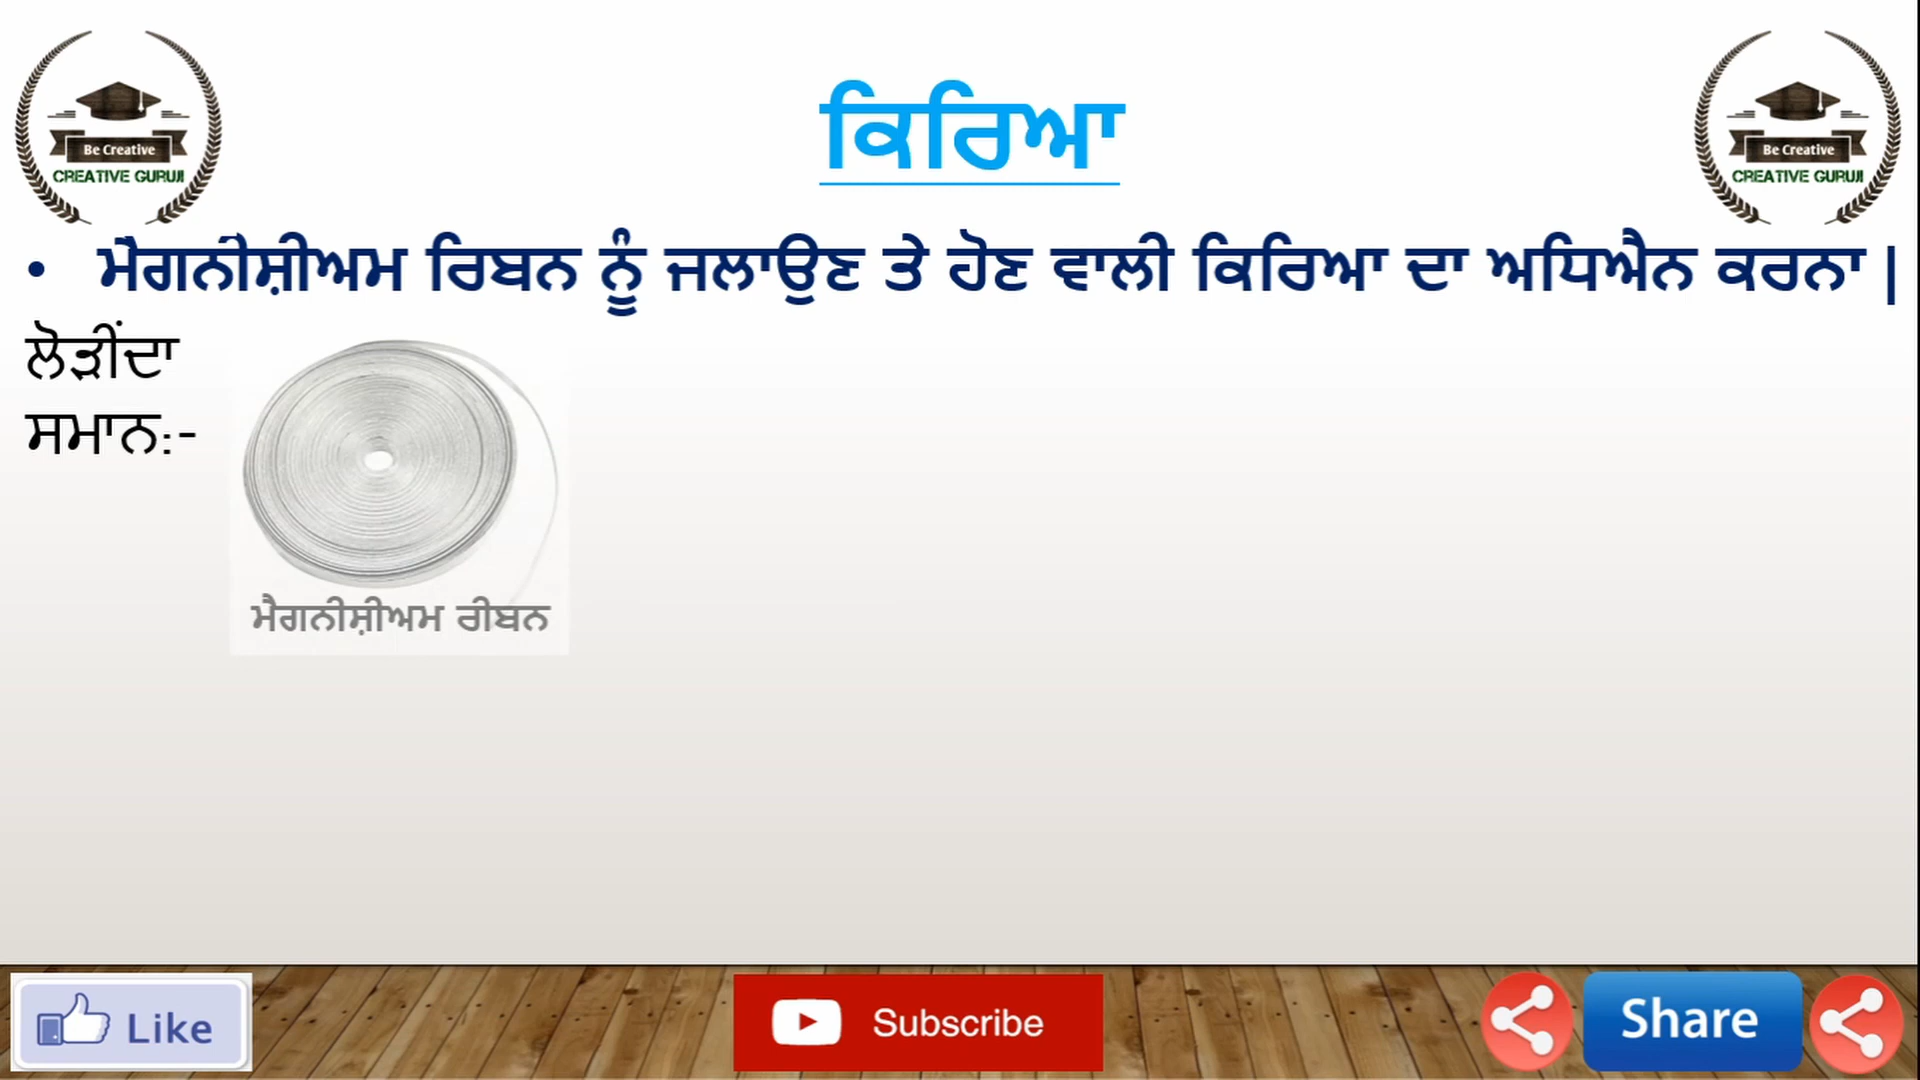 Be Creative
CREATIVE GURUJI
ਕਿਰਿਆ
Be Creative
CREATIVE GURUJI
• ਮੈਗਨੀਸ਼ੀਅਮ ਰਿਬਨ ਨੂੰ ਜਲਾਉਣ ਤੇ ਹੋਣ ਵਾਲੀ ਕਿਰਿਆ ਦਾ ਅਧਿਐਨ ਕਰਨਾ |
ਲੋੜੀਂਦਾ
ਸਮਾਨ:-
ਮੈਗਨੀਸ਼ੀਅਮ ਰੀਬਨ
Like
Subscribe
Share